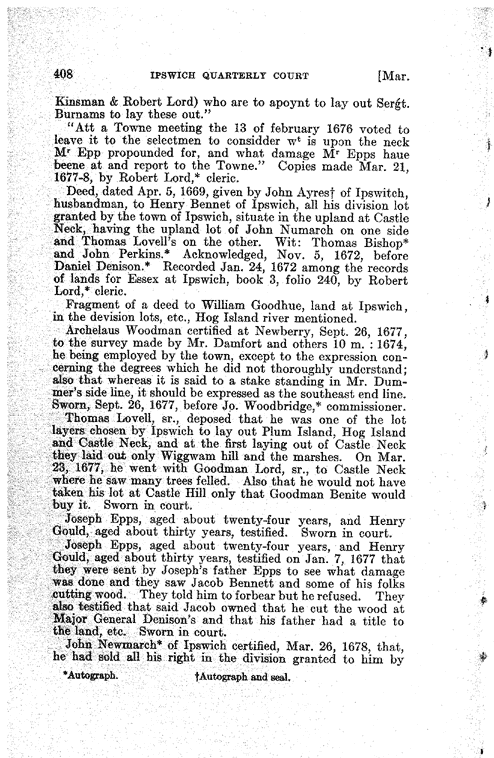 408 IPSWICH QUARTERLY COURT [Mar.
Kinsman & Robert Lord) who are to apoynt to lay out Sergt.
Burnams to lay these out."
"Att a Towne meeting the 13 of february 1676 voted to
leave it to the selectmen to considder wt is upon the neck
Mr Epp propounded for, and what damage Mr Epps haue
beene at and report to the Towne." Copies made Mar. 21,
1677-8, by Robert Lord,* cleric.
Deed, dated Apr. 5, 1669, given by John Ayres† of Ipswitch,
husbandman, to Henry Bennet of Ipswich, all his division lot
granted by the town of Ipswich, situate in the upland at Castle
Neck, having the upland lot of John Numarch on one side
and Thomas Lovell's on the other. Wit: Thomas Bishop*
and John Perkins.* Acknowledged, Nov. 5, 1672, before
Daniel Denison.* Recorded Jan. 24, 1672 among the records
of lands for Essex at Ipswich, book 3, folio 240, by Robert
Lord,* cleric.
Fragment of a deed to William Goodhue, land at Ipswich,
in the devision lots, etc., Hog Island river mentioned.
Archelaus Woodman certified at Newberry, Sept. 26, 1677,
to the survey made by Mr. Damfort and others 10 m. : 1674,
he being employed by the town, except to the expression con-
cerning the degrees which he did not thoroughly understand;
also that whereas it is said to a stake standing in Mr. Dum-
mer's side line, it should be expressed as the southeast end line.
Sworn, Sept. 26, 1677, before Jo. Woodbridge,* commissioner.
Thomas Lovell, sr., deposed that he was one of the lot
layers chosen by Ipswich to lay out Plum Island, Hog Island
and Castle Neck, and at the first laying out of Castle Neck
they laid out only Wiggwam hill and the marshes. On Mar.
23, 1677, he went with Goodman Lord, sr., to Castle Neck
where he saw many trees felled. Also that he would not have
taken his lot at Castle Hill only that Goodman Benite would
buy it. Sworn in court.
Joseph Epps, aged about twenty-four years, and Henry
Gould, aged about thirty years, testified. Sworn in court.
Joseph Epps, aged about twenty-four years, and Henry
Gould, aged about thirty years, testified on Jan. 7, 1677 that
they were sent by Joseph's father Epps to see what damage
was done and they saw Jacob Bennett and some of his folks
cutting wood. They told him to forbear but he refused. They
also testified that said Jacob owned that he cut the wood at
Major General Denison's and that his father had a title to
the land, etc. Sworn in court.
John Newmarch* of Ipswich certified, Mar. 26, 1678, that,
he had sold all his right in the division granted to him by
*Autograph. †Autograph and seal.